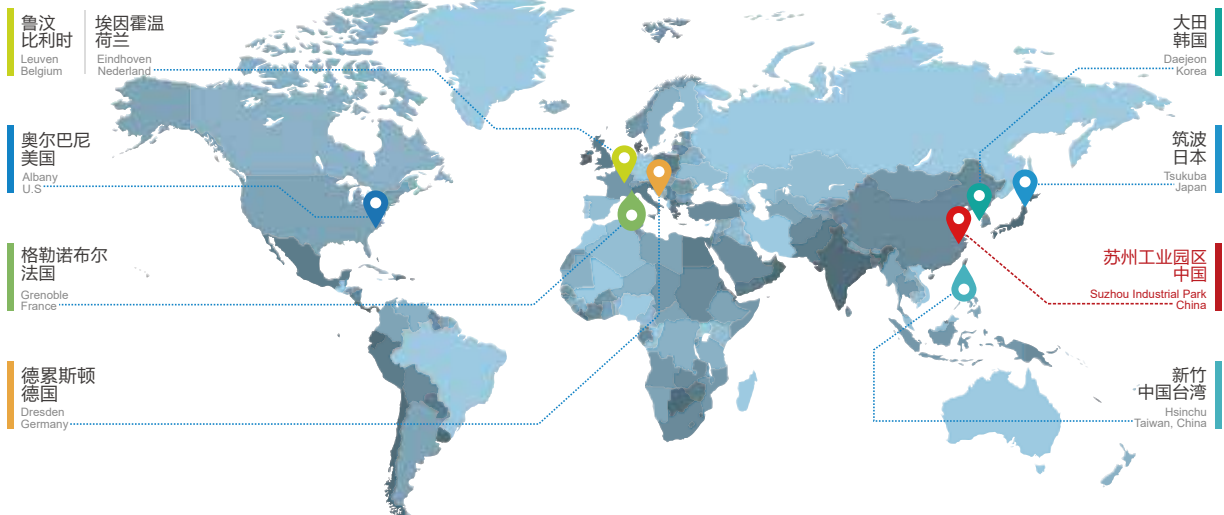 鲁汶
比利时
Leuven
Belgium
埃因霍温
荷兰
Eindhoven
Nederland
奥尔巴尼
美国
Albany
U.S
格勒诺布尔
法国
Grenoble
France
德累斯顿
德国
Dresden
Germany
大田
韩国
Daejeon
Korea
筑波
日本
Tsukuba
Japan
苏州工业园区
中国
Suzhou Industrial Park
China
新竹
中国台湾
Hsinchu
Taiwan, China